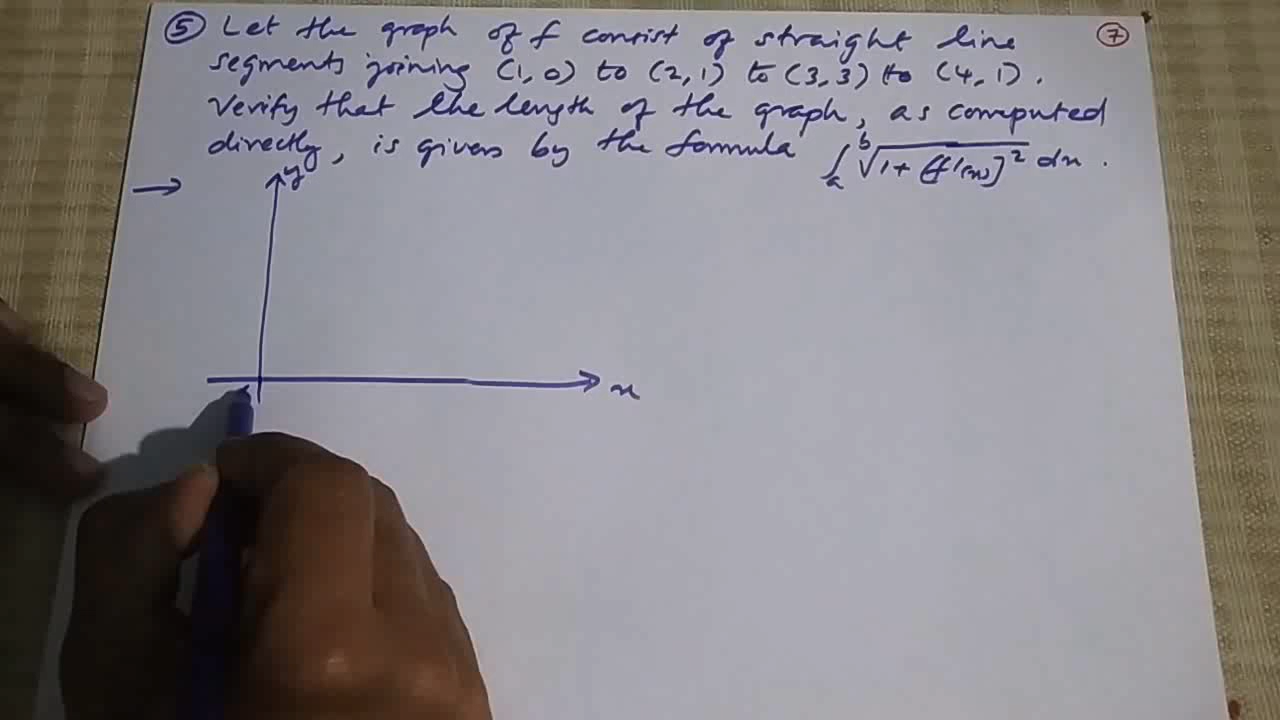 ⑤ Let the graph of f consist of straight line ⑦
segments joining (1,0) to (2,1) to (3,3) to (4,1).
Verify that the length of the graph, as computed
directly, is given by the formula ∫ₐᵇ √(1+[f'(x)]²) dx.
→ y
x